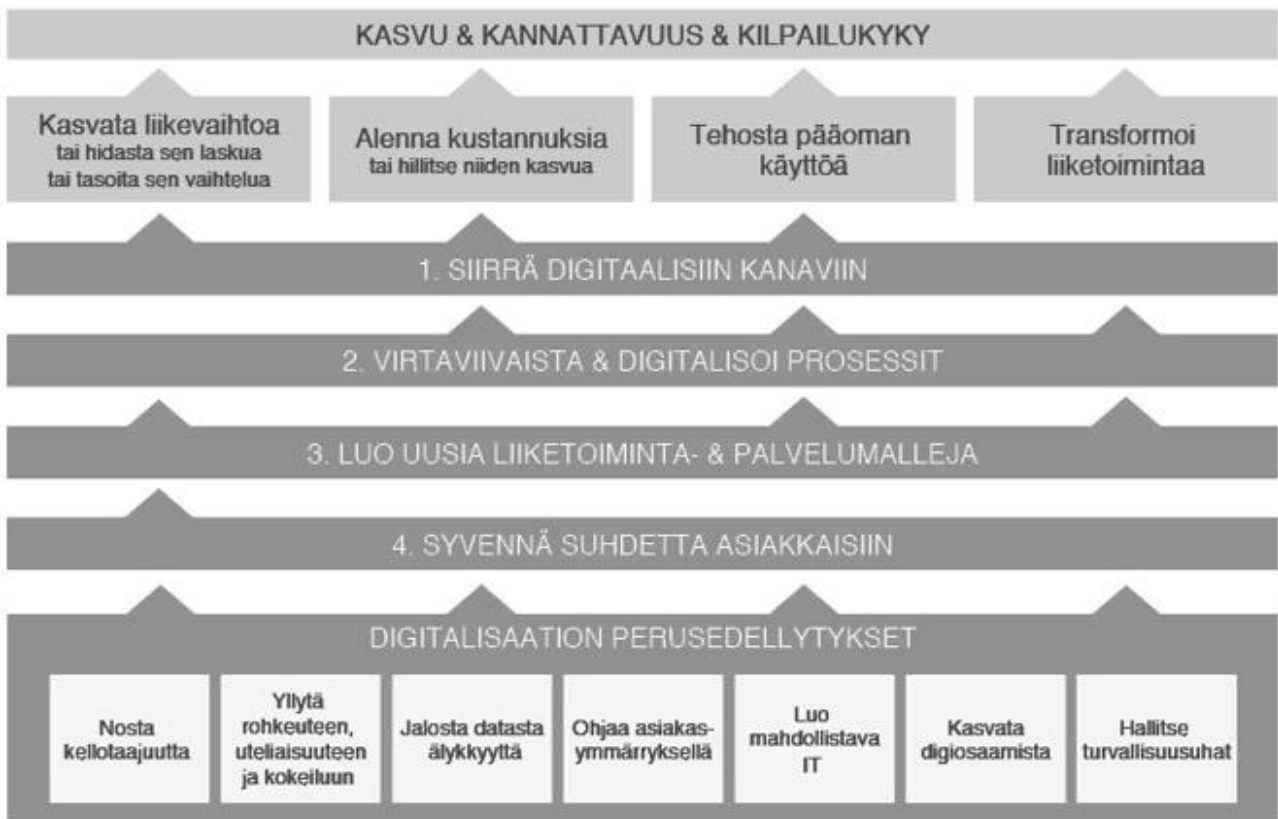 KASVU & KANNATTAVUUS & KILPAILUKYKY
Kasvata liikevaihtoa
tai hidasta sen laskua
tai tasoita sen vaihtelua
Alenna kustannuksia
tai hillitse niiden kasvua
Tehosta pääoman
käyttöä
Transformoi
liiketoimintaa
1. SIIRRÄ DIGITAALISIIN KANAVIIN
2. VIRTAVIIVAISTA & DIGITALISOI PROSESSIT
3. LUO UUSIA LIIKETOIMINTA- & PALVELUMALLEJA
4. SYVENNÄ SUHDETTA ASIAKKAISIIN
DIGITALISAATION PERUSEDELLYTYKSET
Nosta
kellotaajuutta
Yllytä
rohkeuteen,
uteliaisuuteen
ja kokeiluun
Jalosta datasta
älykkyyttä
Ohjaa asiakas-
ymmärryksellä
Luo
mahdollistava
IT
Kasvata
digiosaamista
Hallitse
turvallisuusuhat